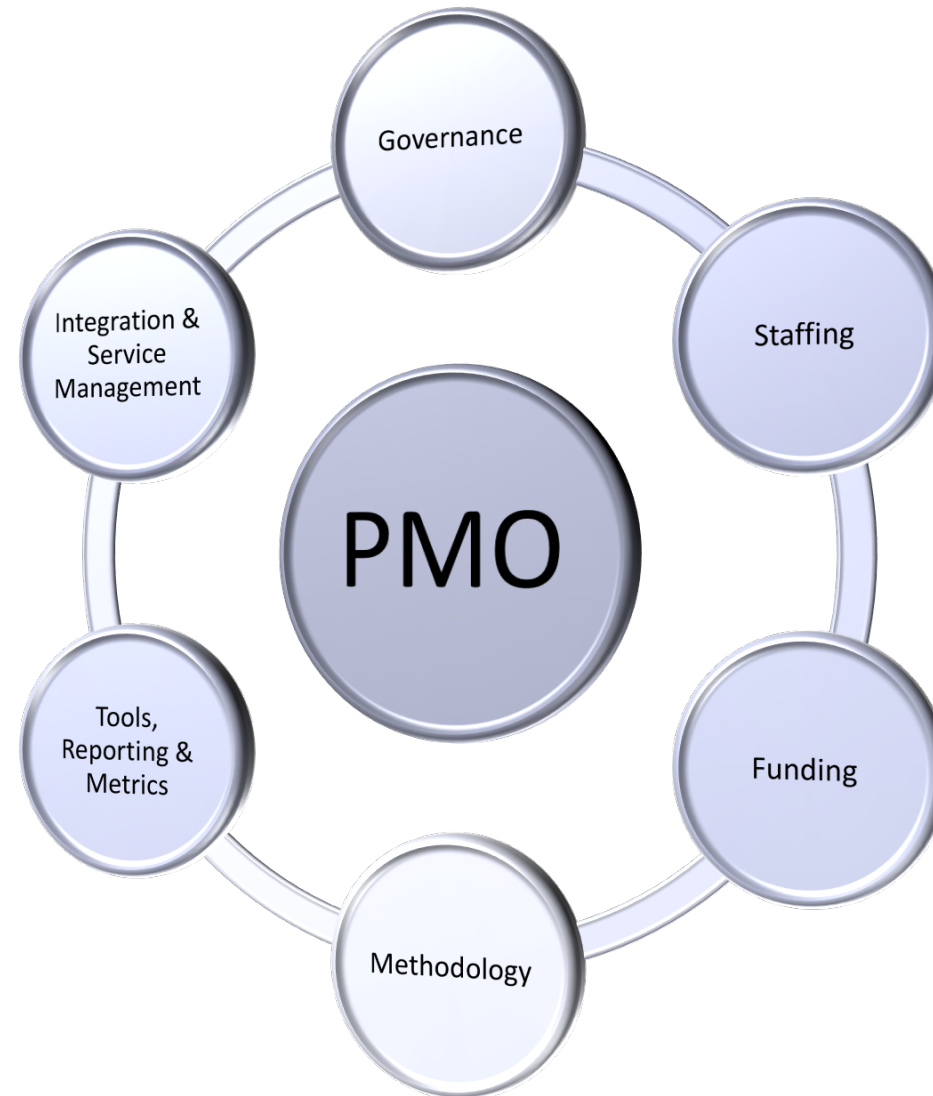 Governance
Staffing
Funding
Methodology
Tools,
Reporting &
Metrics
Integration &
Service
Management
PMO